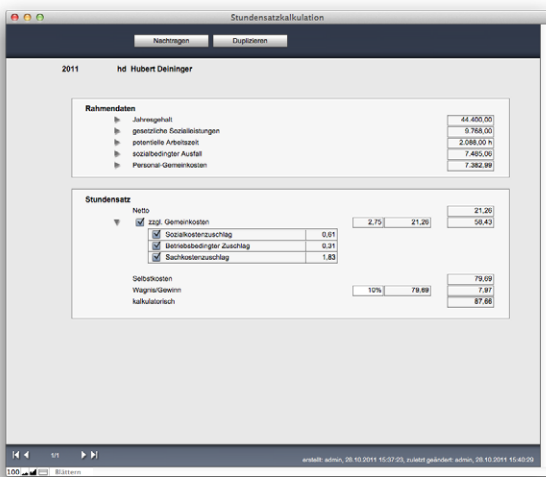 Stundensatzkalkulation
Nachtragen Duplizieren
2011 hd Hubert Deininger
Rahmendaten
Jahresgehalt 44.400,00
gesetzliche Sozialleistungen 9.768,00
potentielle Arbeitszeit 2.088,00 h
sozialbedingter Ausfall 7.485,06
Personal-Gemeinkosten 7.382,99
Stundensatz
Netto 21,26
zzgl. Gemeinkosten 2,75 21,26 58,43
Sozialkostenzuschlag 0,61
Betriebsbedingter Zuschlag 0,31
Sachkostenzuschlag 1,83
Selbstkosten 79,69
Wagnis/Gewinn 10% 79,69 7,97
kalkulatorisch 87,66
1/1
erstellt: admin, 28.10.2011 15:37:23, zuletzt geändert: admin, 28.10.2011 15:40:29
100 Blättern